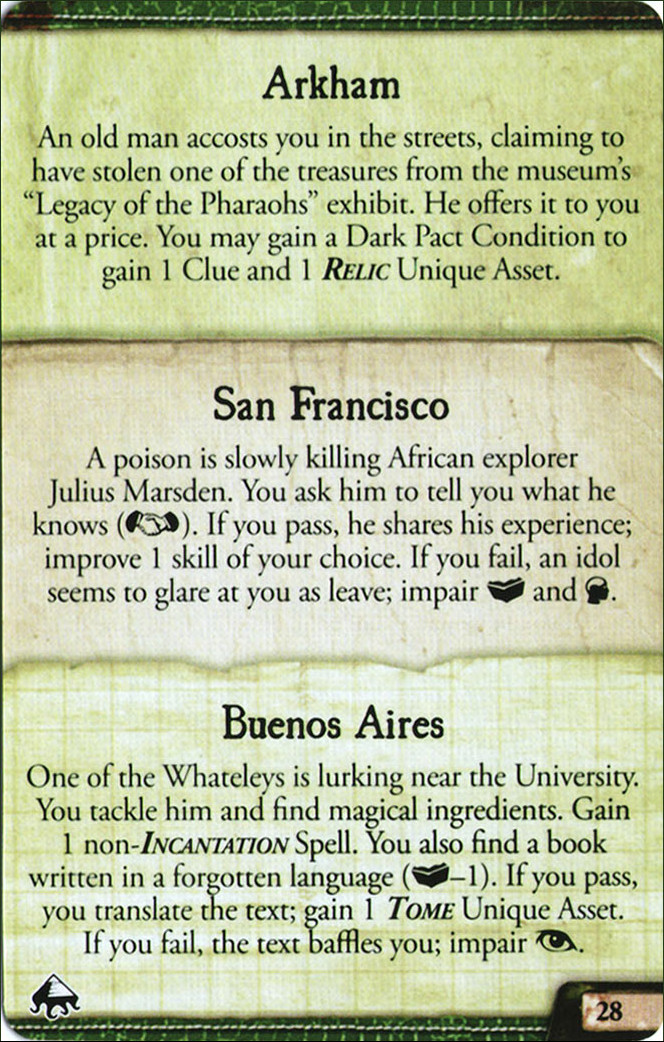 Arkham
An old man accosts you in the streets, claiming to
have stolen one of the treasures from the museum's
“Legacy of the Pharaohs” exhibit. He offers it to you
at a price. You may gain a Dark Pact Condition to
gain 1 Clue and 1 RELIC Unique Asset.
San Francisco
A poison is slowly killing African explorer
Julius Marsden. You ask him to tell you what he
knows ( ). If you pass, he shares his experience;
improve 1 skill of your choice. If you fail, an idol
seems to glare at you as leave; impair and .
Buenos Aires
One of the Whateleys is lurking near the University.
You tackle him and find magical ingredients. Gain
1 non-INCANTATION Spell. You also find a book
written in a forgotten language ( –1). If you pass,
you translate the text; gain 1 TOME Unique Asset.
If you fail, the text baffles you; impair .
28